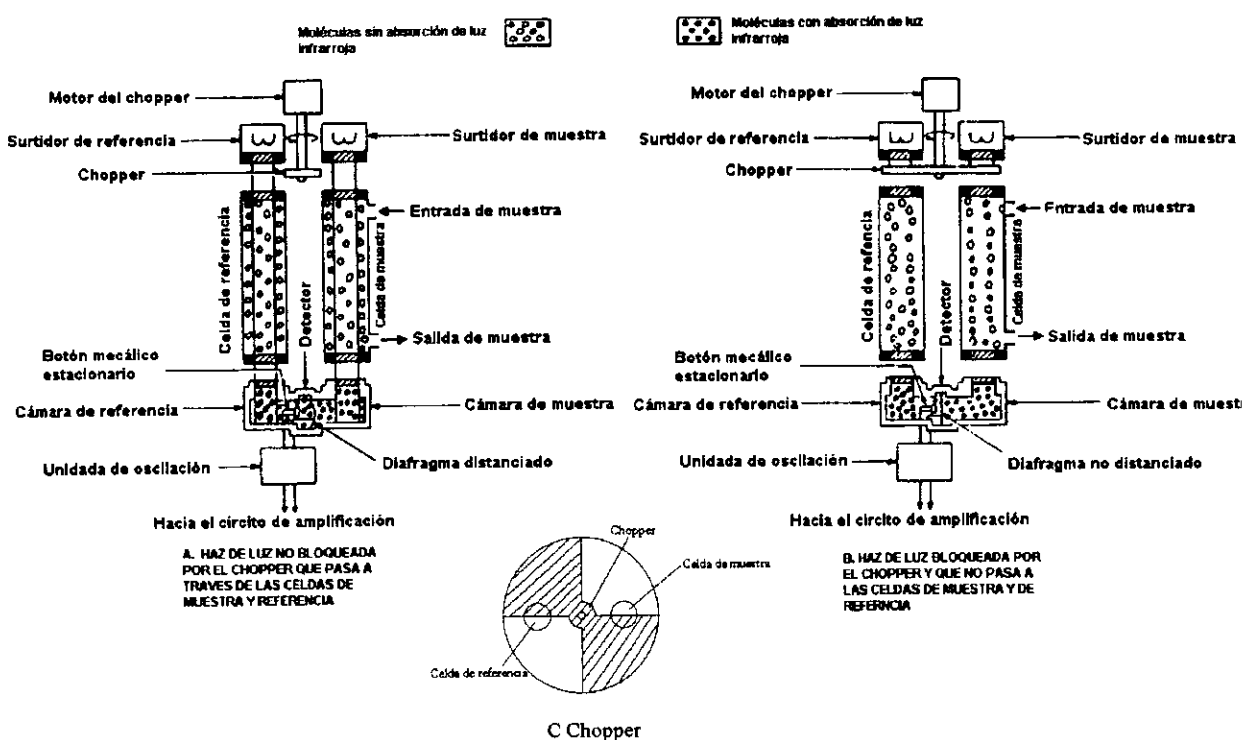 Moléculas sin absorción de luz
infrarroja
Moléculas con absorción de luz
infrarroja
Motor del chopper
Surtidor de referencia
Surtidor de muestra
Chopper
Entrada de muestra
Celda de referencia
Celda de muestra
Detector
Salida de muestra
Botón mecálico
estacionario
Cámara de referencia
Cámara de muestra
Unidada de oscilación
Diafragma distanciado
Hacia el circito de amplificación
A. HAZ DE LUZ NO BLOQUEADA
POR EL CHOPPER QUE PASA A
TRAVES DE LAS CELDAS DE
MUESTRA Y REFERENCIA
Motor del chopper
Surtidor de referencia
Surtidor de muestra
Chopper
Entrada de muestra
Celda de refencia
Celda de muestra
Detector
Salida de muestra
Botón mecálico
estacionario
Cámara de referencia
Cámara de muest
Unidada de oscilación
Diafragma no distanciado
Hacia el circito de amplificación
B. HAZ DE LUZ BLOQUEADA POR
EL CHOPPER Y QUE NO PASA A
LAS CELDAS DE MUESTRA Y DE
REFERNCIA
Chopper
Celda de muestra
Celda de referencia
C Chopper